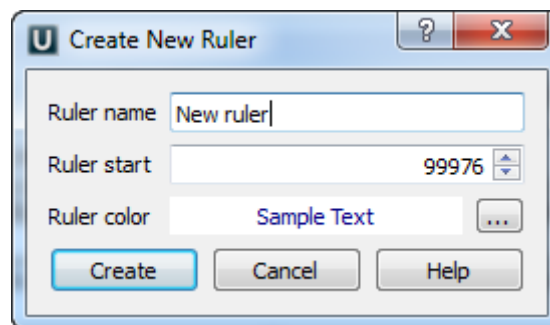 U Create New Ruler ? X
Ruler name New ruler
Ruler start 99976
Ruler color Sample Text ...
Create Cancel Help